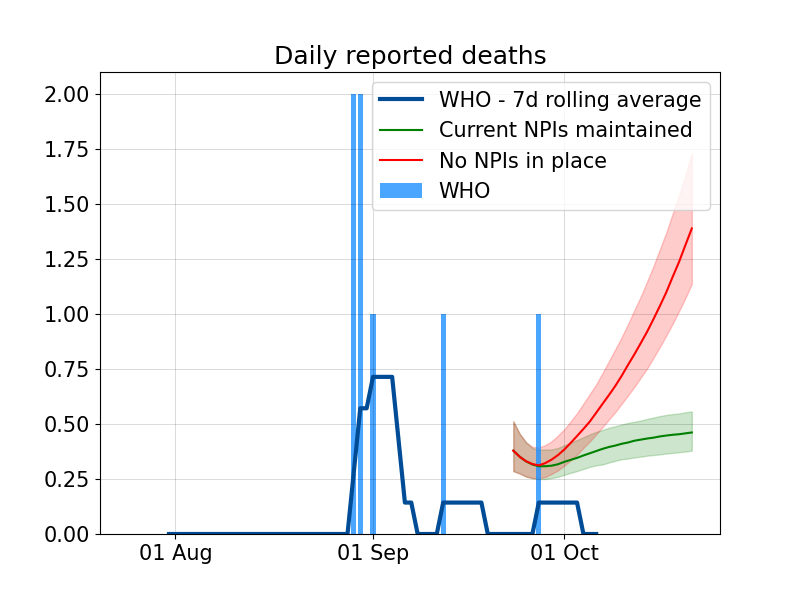 Daily reported deaths
WHO - 7d rolling average
Current NPIs maintained
No NPIs in place
WHO
2.00
1.75
1.50
1.25
1.00
0.75
0.50
0.25
0.00
01 Aug
01 Sep
01 Oct